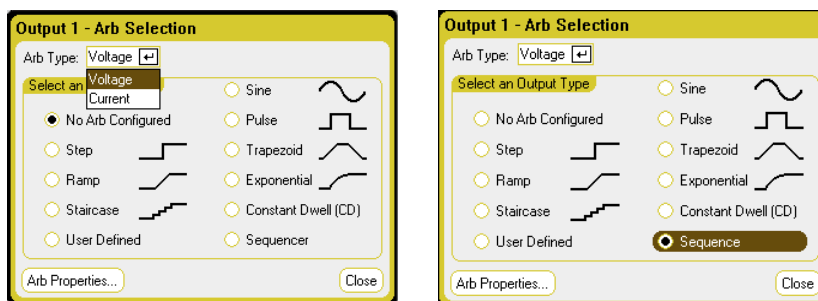 Output 1 - Arb Selection
Arb Type: Voltage
Voltage
Current
Select an
No Arb Configured
Step
Ramp
Staircase
User Defined
Sine
Pulse
Trapezoid
Exponential
Constant Dwell (CD)
Sequencer
Arb Properties...
Close
Output 1 - Arb Selection
Arb Type: Voltage
Select an Output Type
No Arb Configured
Step
Ramp
Staircase
User Defined
Sine
Pulse
Trapezoid
Exponential
Constant Dwell (CD)
Sequence
Arb Properties...
Close